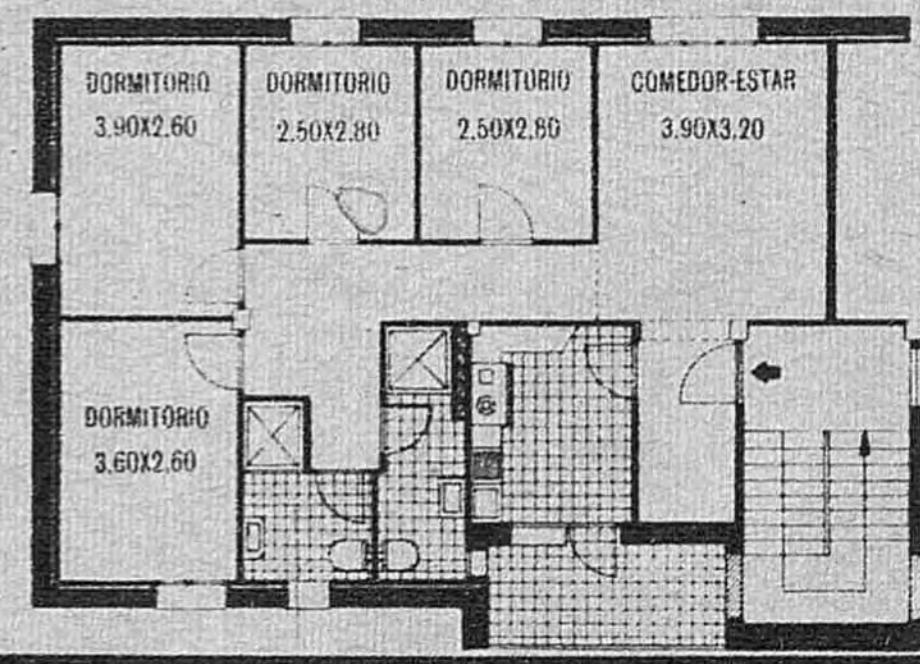 DORMITORIO
3.90X2.60
DORMITORIO
2.50X2.80
DORMITORIO
2.50X2.80
COMEDOR-ESTAR
3.90X3.20
DORMITORIO
3.60X2.60